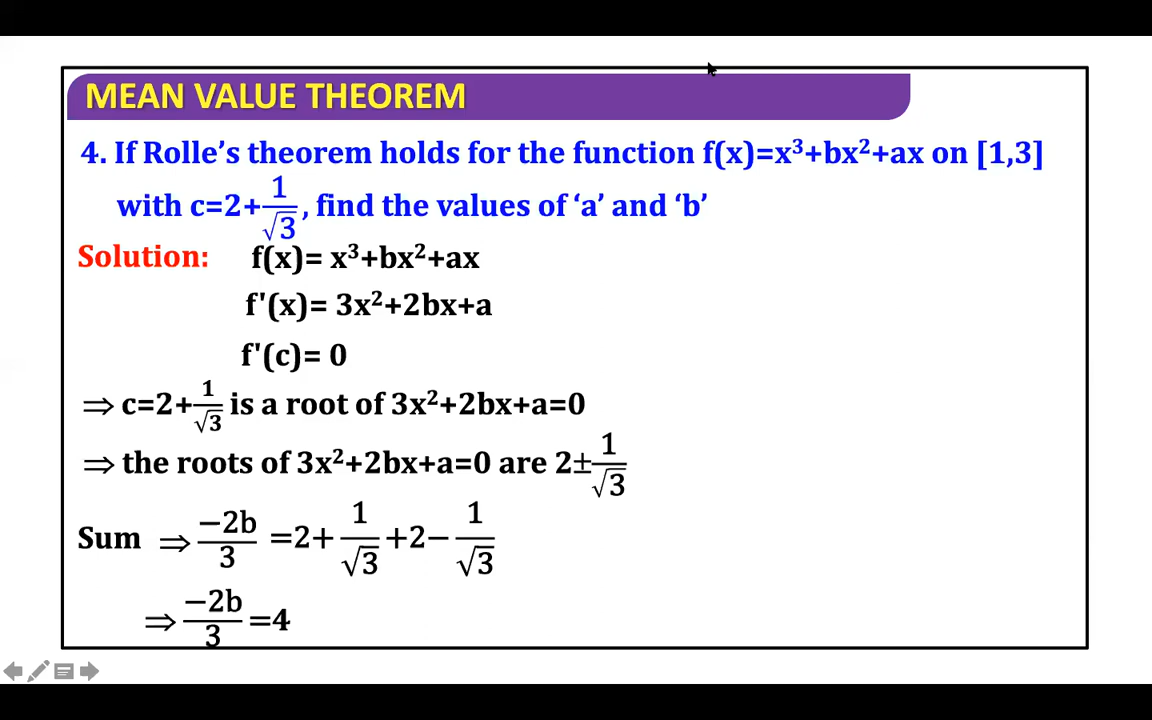 MEAN VALUE THEOREM
4. If Rolle’s theorem holds for the function f(x)=x³+bx²+ax on [1,3]
with c=2+1/√3, find the values of ‘a’ and ‘b’
Solution: f(x)= x³+bx²+ax
f'(x)= 3x²+2bx+a
f'(c)= 0
⇒ c=2+1/√3 is a root of 3x²+2bx+a=0
⇒ the roots of 3x²+2bx+a=0 are 2±1/√3
Sum ⇒ −2b/3 =2+1/√3+2−1/√3
⇒ −2b/3 =4